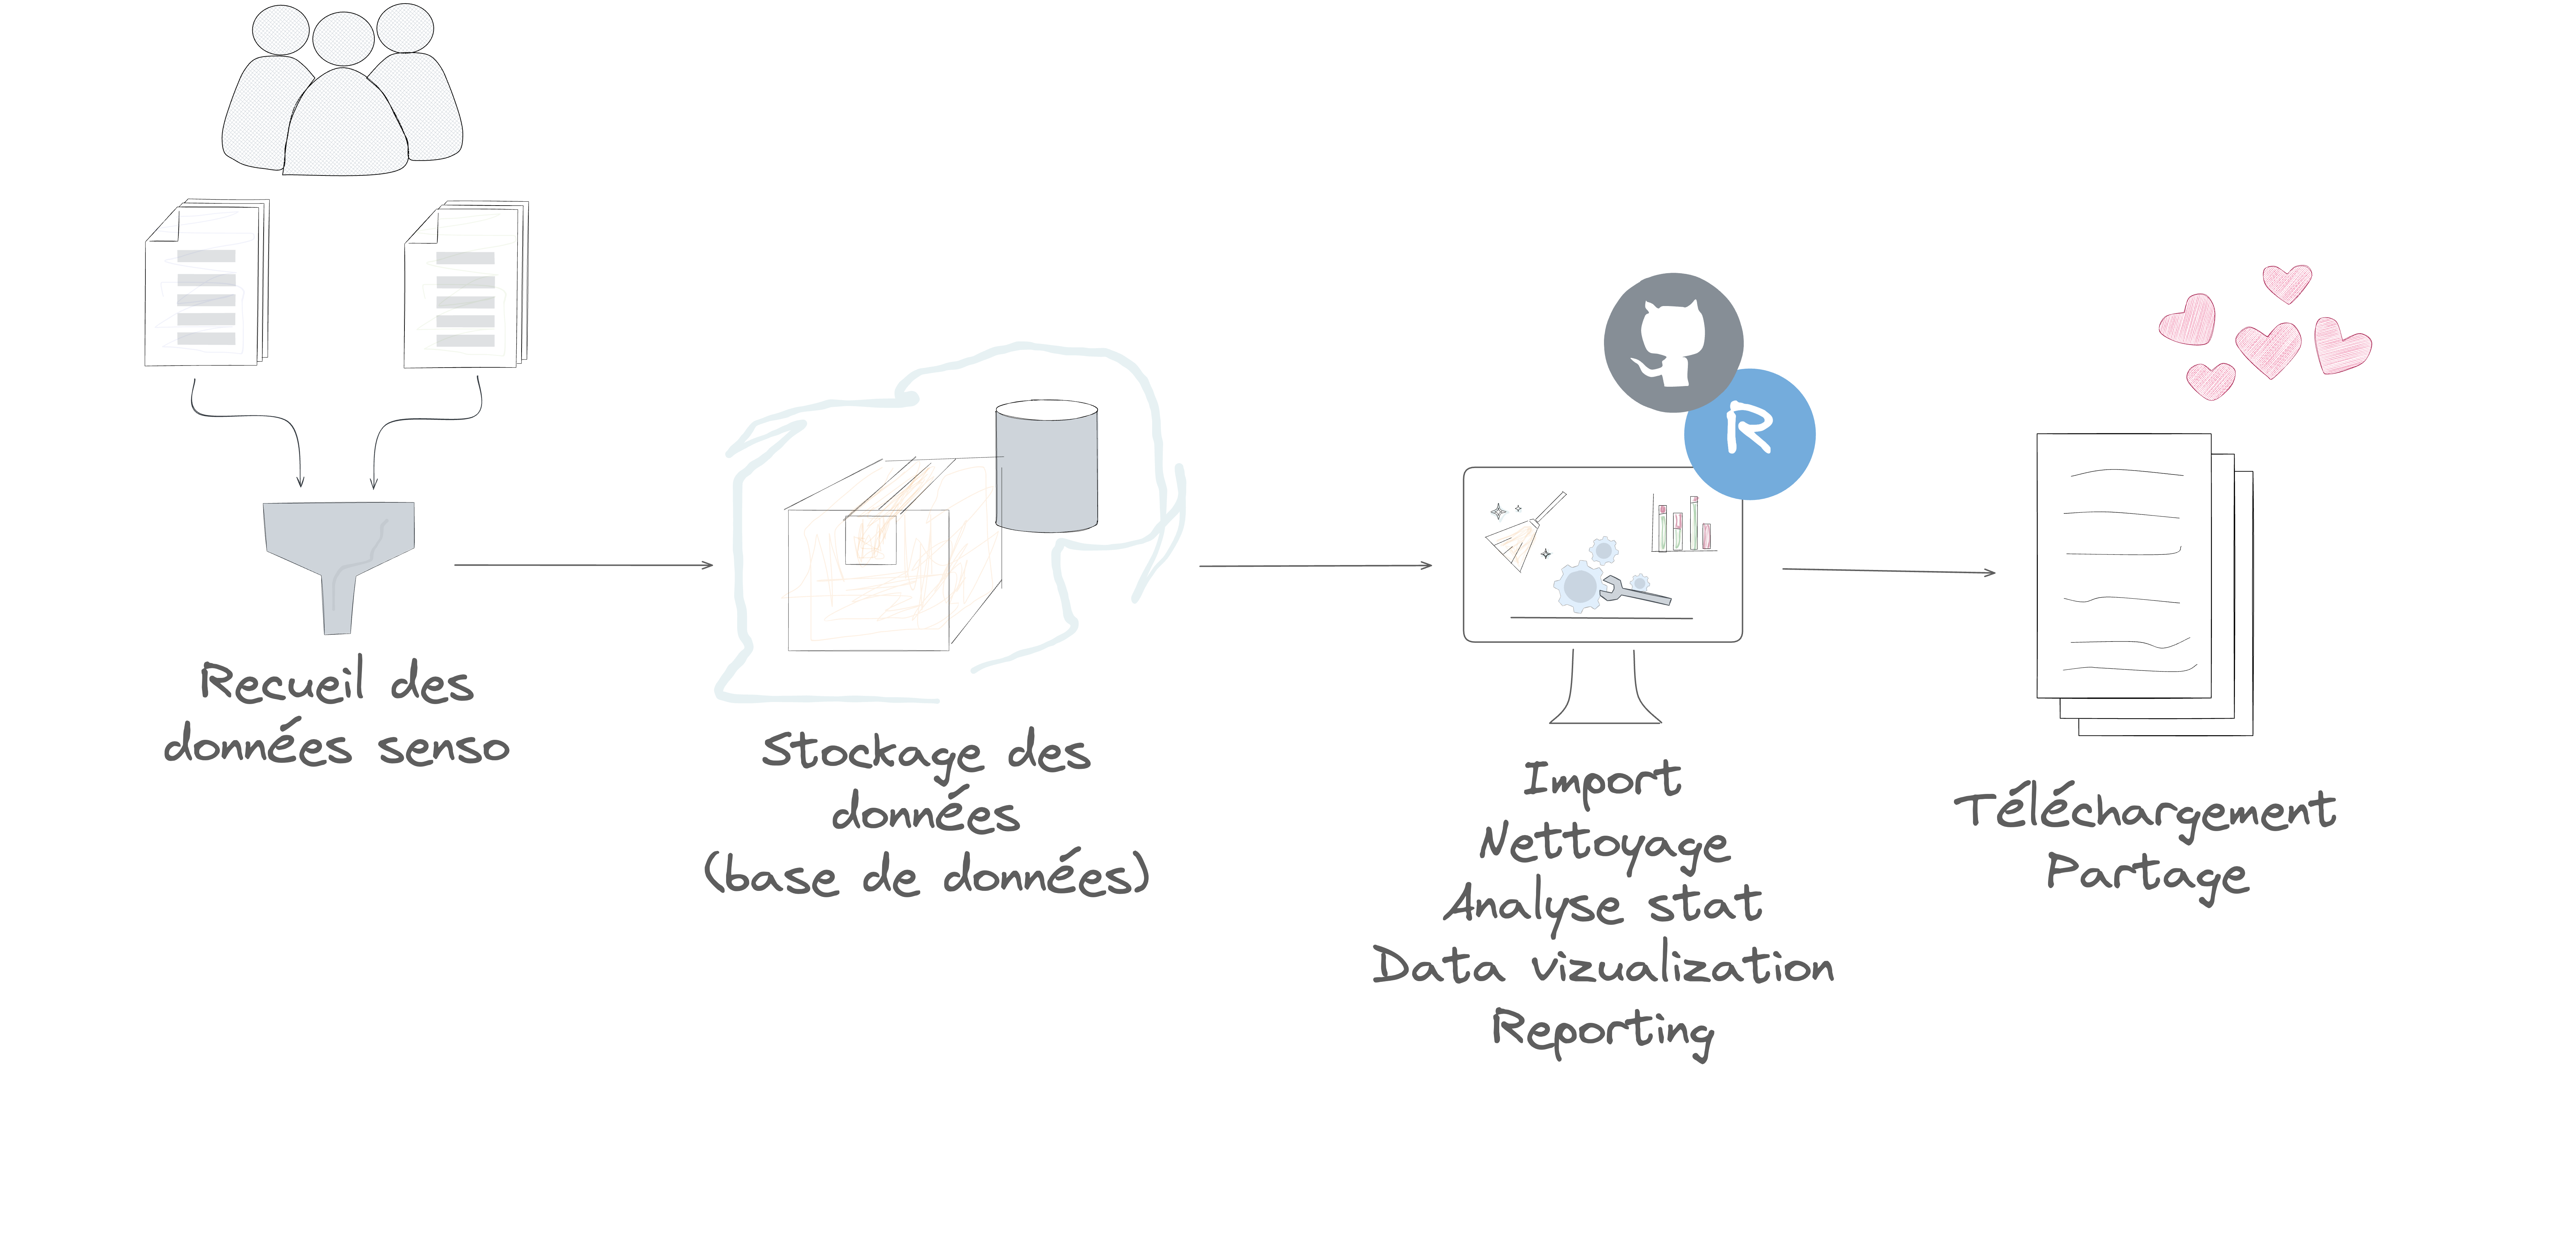 Recueil des
données senso
Stockage des
données
(base de données)
R
Import
Nettoyage
Analyse stat
Data vizualization
Reporting
Téléchargement
Partage